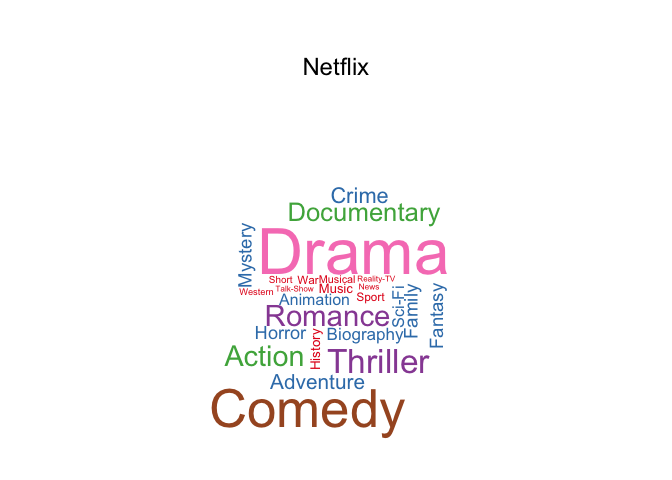 Netflix
Crime
Documentary
Mystery
Drama
Short War Musical Reality-TV
Western Talk-Show Music News
Animation Sport
Sci-Fi
Family
Fantasy
Romance
Horror
History
Biography
Action
Thriller
Adventure
Comedy